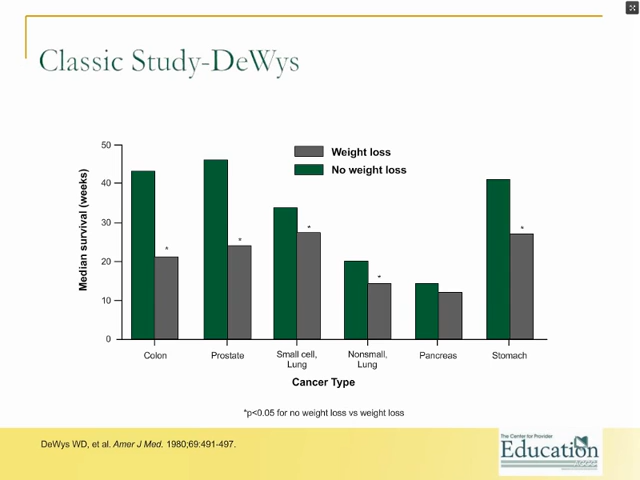 Classic Study-DeWys
50
40
30
20
10
0
Median survival (weeks)
Weight loss
No weight loss
*
*
*
*
*
Colon
Prostate
Small cell,
Lung
Nonsmall,
Lung
Pancreas
Stomach
Cancer Type
*p<0.05 for no weight loss vs weight loss
DeWys WD, et al. Amer J Med. 1980;69:491-497.
The Center for Provider
Education